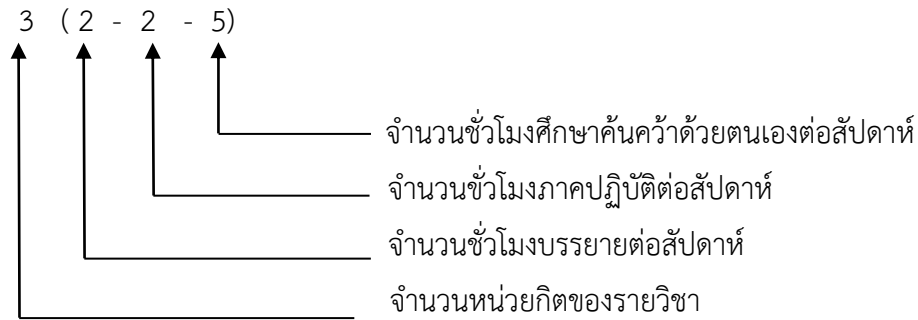 3 (2 - 2 - 5)
จำนวนชั่วโมงศึกษาค้นคว้าด้วยตนเองต่อสัปดาห์
จำนวนขั่วโมงภาคปฏิบัติต่อสัปดาห์
จำนวนชั่วโมงบรรยายต่อสัปดาห์
จำนวนหน่วยกิตของรายวิชา